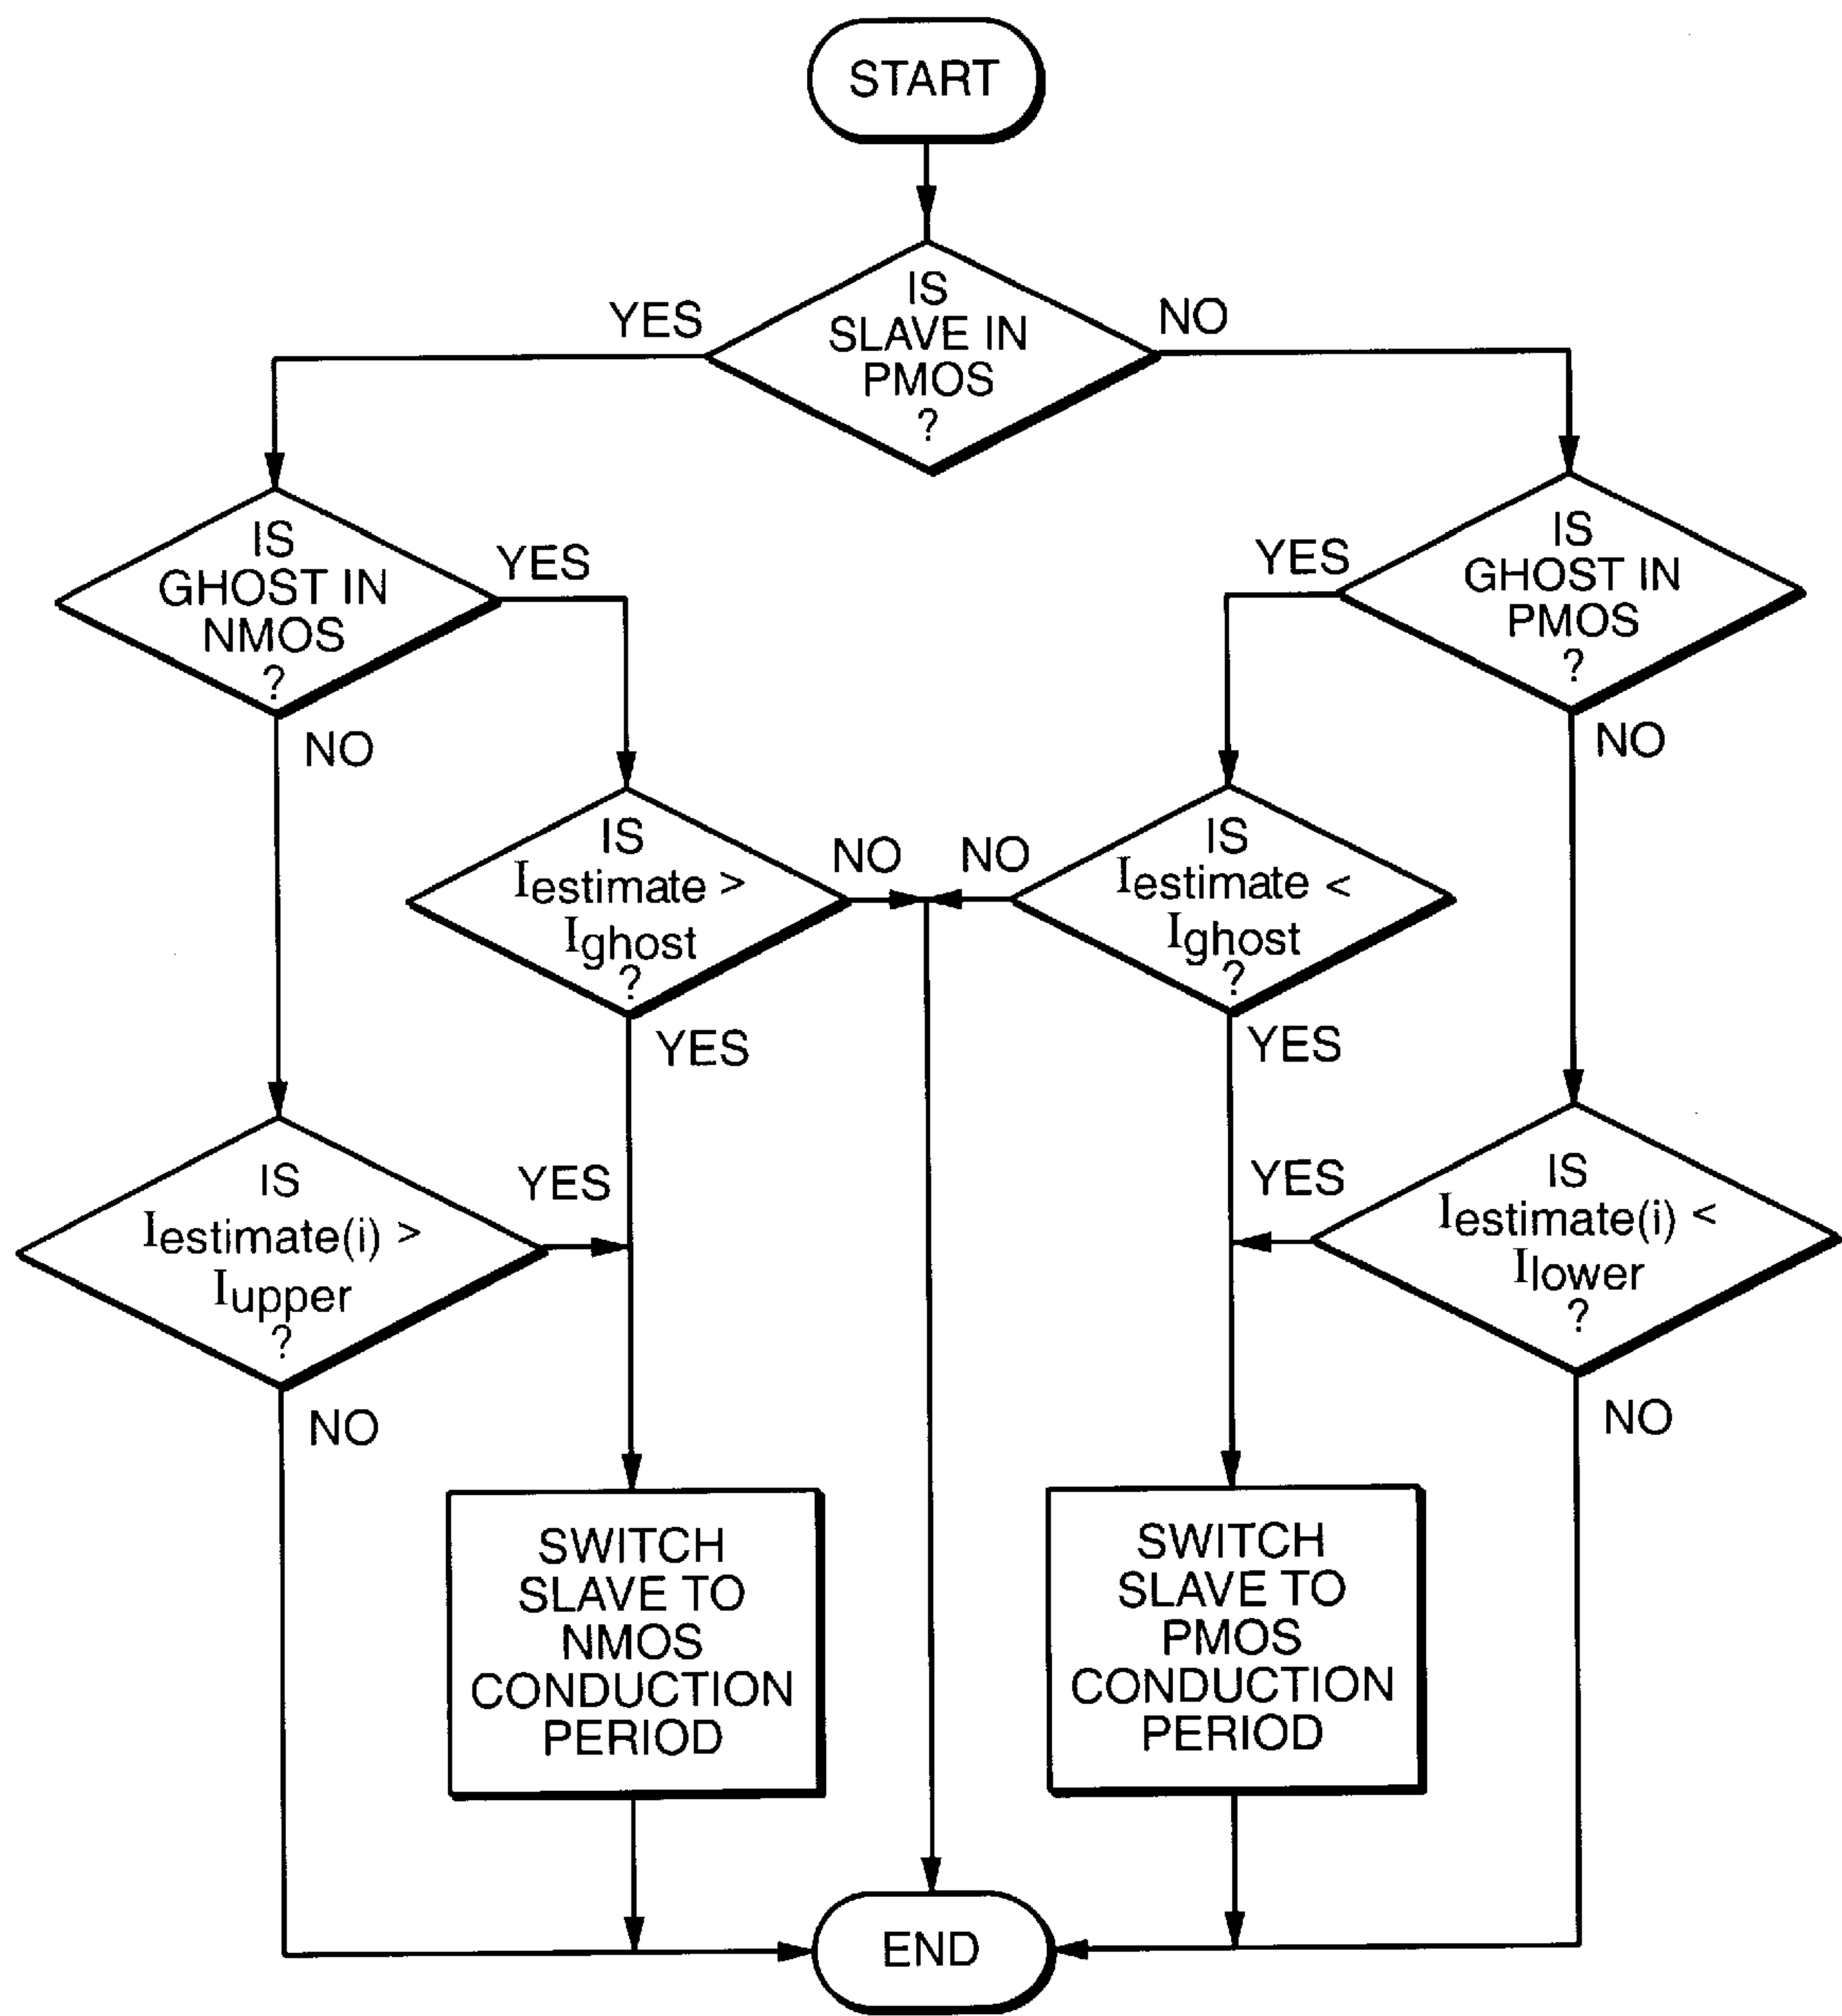 START
IS
SLAVE IN
PMOS
?
YES
NO
IS
GHOST IN
NMOS
?
YES
NO
IS
GHOST IN
PMOS
?
YES
NO
IS
Iestimate >
Ighost
?
NO
YES
IS
Iestimate <
Ighost
?
NO
YES
IS
Iestimate(i) >
Iupper
?
YES
NO
IS
Iestimate(i) <
Ilower
?
YES
NO
SWITCH
SLAVE TO
NMOS
CONDUCTION
PERIOD
SWITCH
SLAVE TO
PMOS
CONDUCTION
PERIOD
END